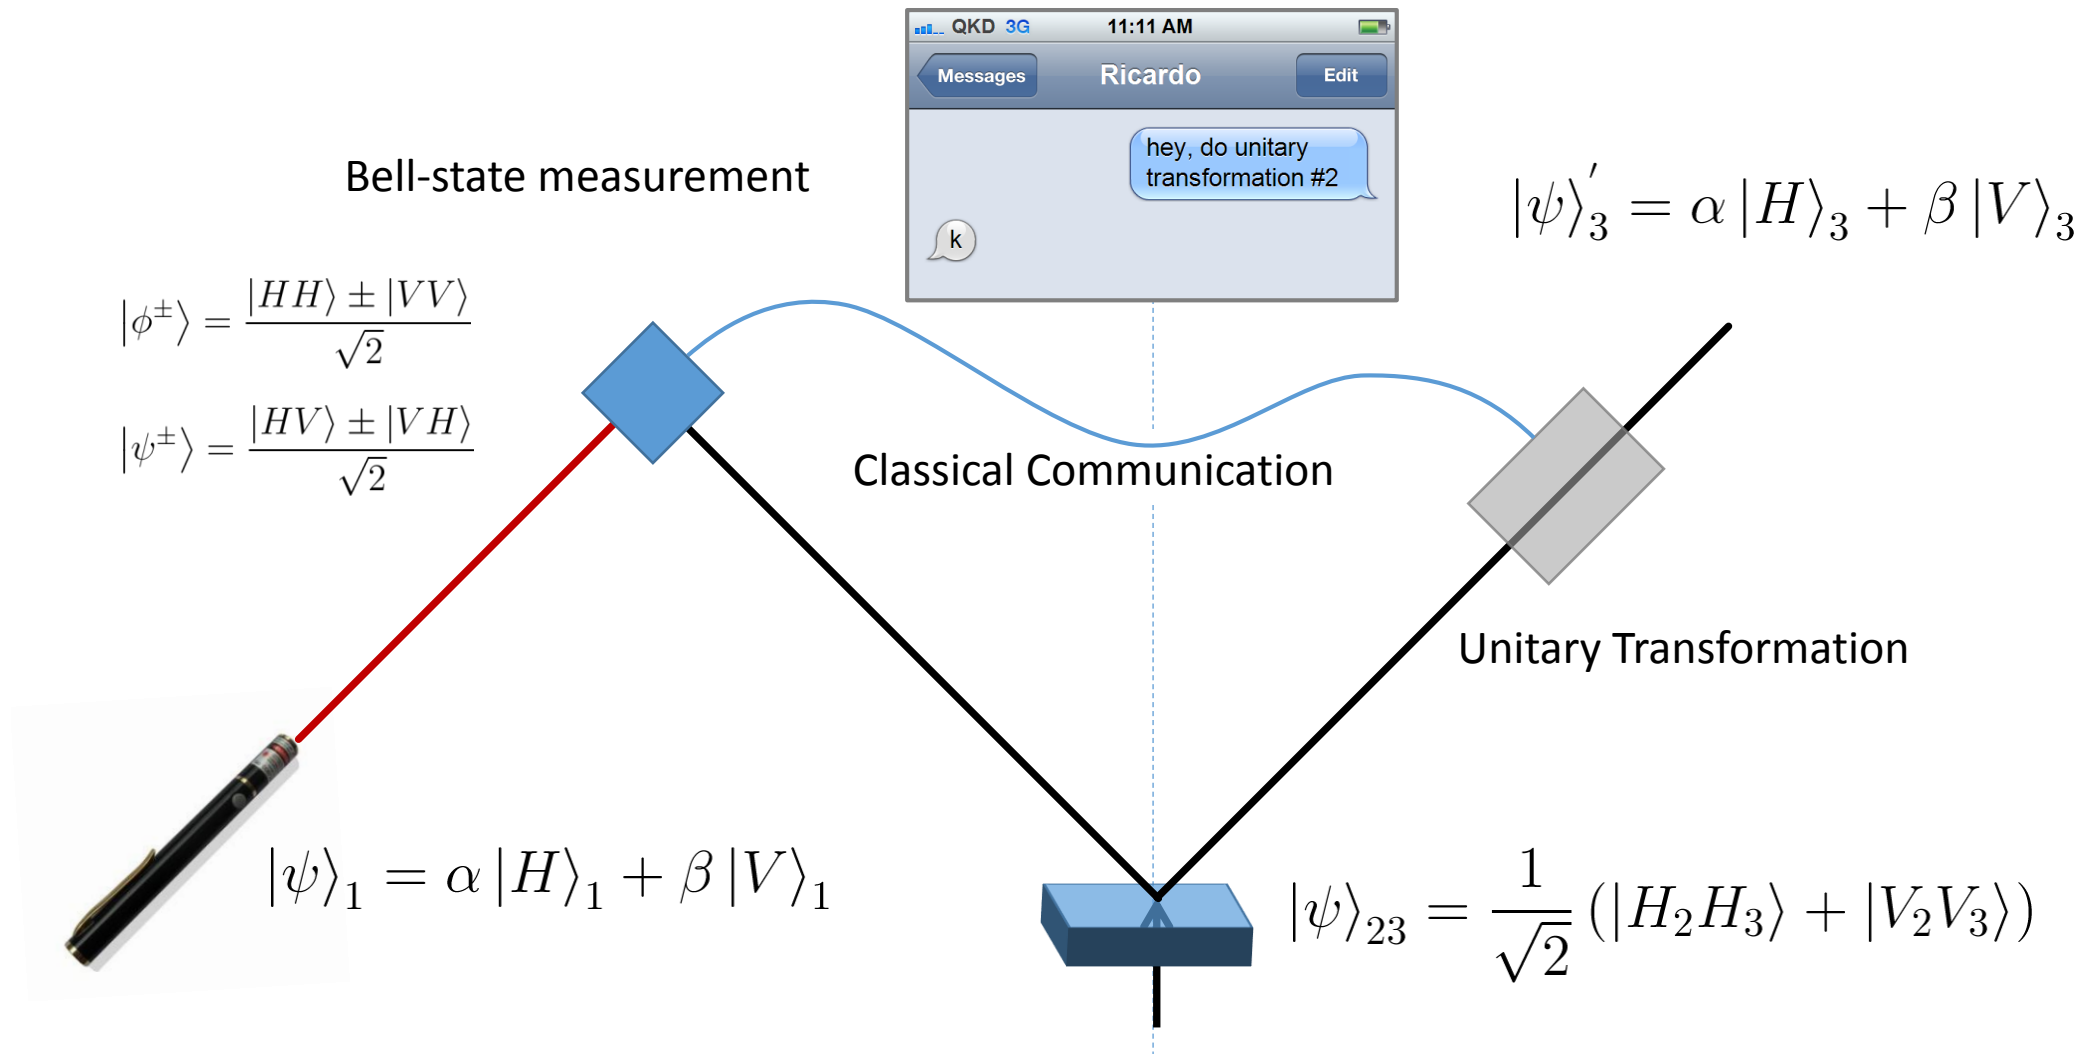 QKD 3G 11:11 AM
Messages Ricardo Edit
hey, do unitary
transformation #2
k
Bell-state measurement
|ψ⟩′₃ = α |H⟩₃ + β |V⟩₃
|ϕ^±⟩ = (|HH⟩ ± |VV⟩)/√2
|ψ^±⟩ = (|HV⟩ ± |VH⟩)/√2
Classical Communication
Unitary Transformation
|ψ⟩₁ = α |H⟩₁ + β |V⟩₁
|ψ⟩₂₃ = 1/√2 (|H₂H₃⟩ + |V₂V₃⟩)